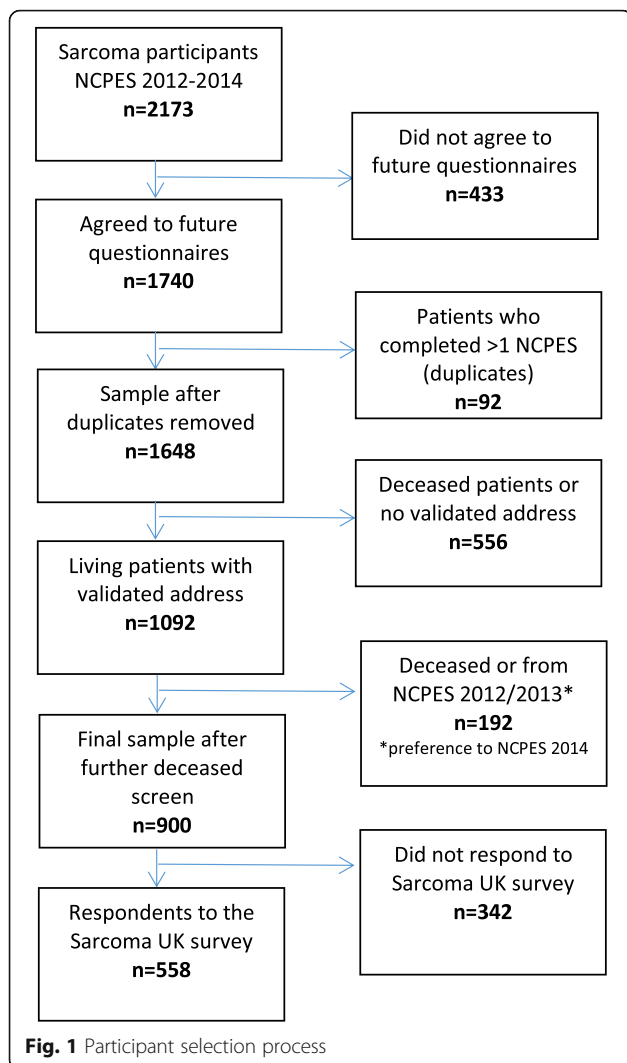 Sarcoma participants
NCPES 2012-2014
n=2173
Did not agree to
future questionnaires
n=433
Agreed to future
questionnaires
n=1740
Patients who
completed >1 NCPES
(duplicates)
n=92
Sample after
duplicates removed
n=1648
Deceased patients or
no validated address
n=556
Living patients with
validated address
n=1092
Deceased or from
NCPES 2012/2013*
n=192
*preference to NCPES 2014
Final sample after
further deceased
screen
n=900
Did not respond to
Sarcoma UK survey
n=342
Respondents to the
Sarcoma UK survey
n=558
Fig. 1 Participant selection process